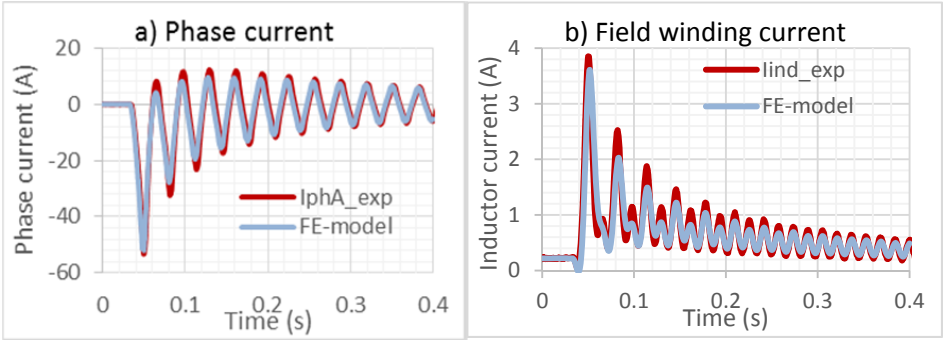 a) Phase current
Phase current (A)
20
0
-20
-40
-60
IphA_exp
FE-model
0
0.1
0.2
0.3
0.4
Time (s)
b) Field winding current
Inductor current (A)
4
3
2
1
0
Iind_exp
FE-model
0
0.1
0.2
0.3
0.4
Time (s)